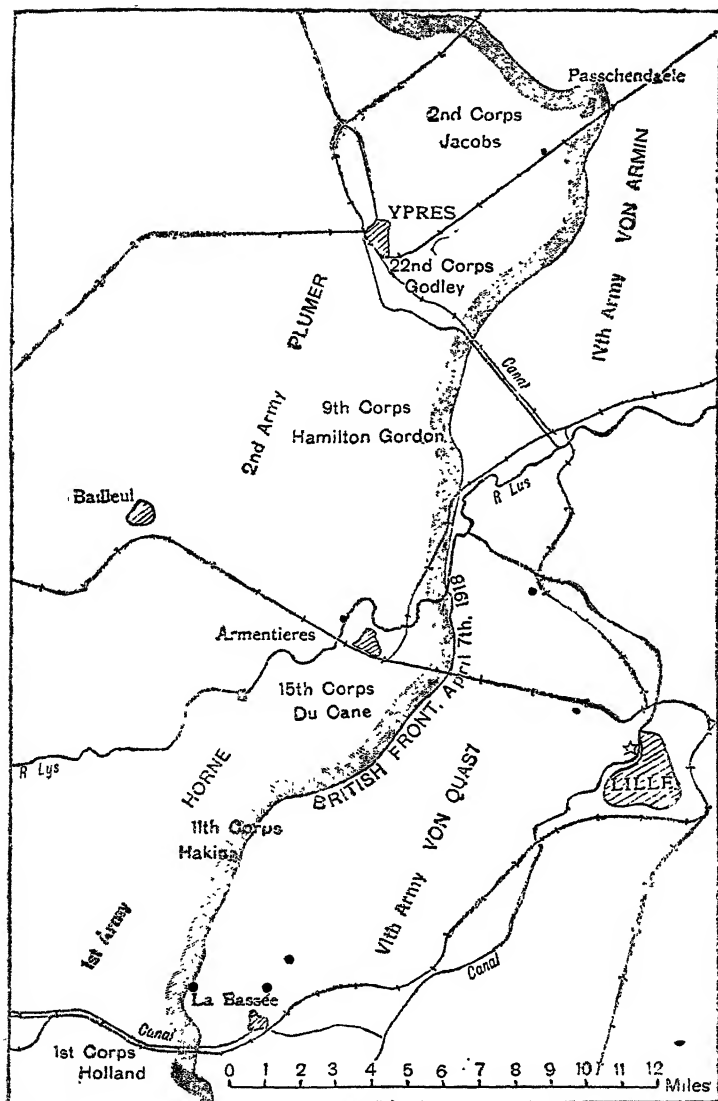 Passchendaele
2nd Corps
Jacobs
YPRES
22nd Corps
Godley
IVth Army VON ARMIN
2nd Army PLUMER
Canal
9th Corps
Hamilton Gordon
R Lys
Bailleul
Armentieres
15th Corps
Du Cane
BRITISH FRONT, April 7th. 1918
R Lys
HORNE
LILLE
11th Corps
Haking
VIth Army VON QUAST
1st Army
Canal
La Bassée
Canal
1st Corps
Holland
0 1 2 3 4 5 6 7 8 9 10 11 12 Miles